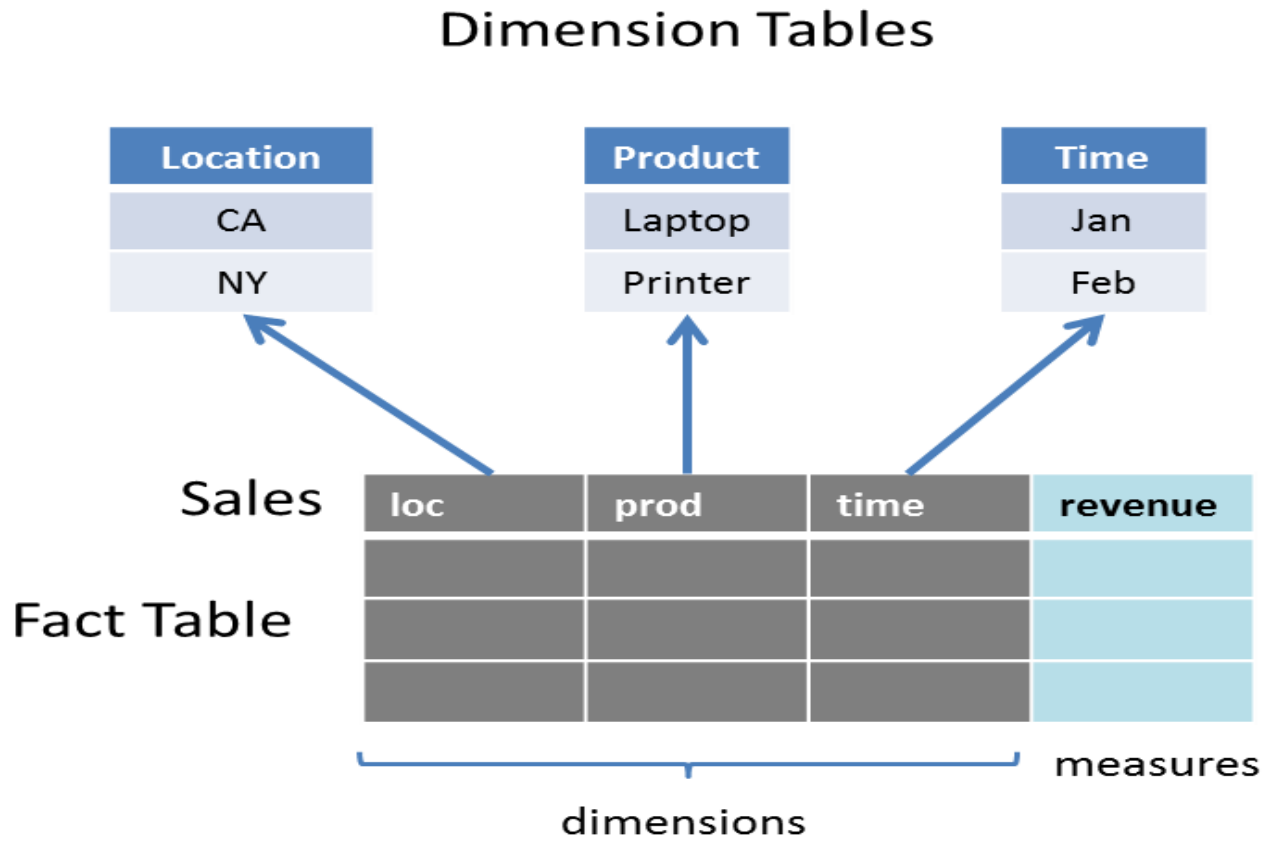 Dimension Tables
Location Product Time
CA Laptop Jan
NY Printer Feb
Sales loc prod time revenue
Fact Table
measures
dimensions